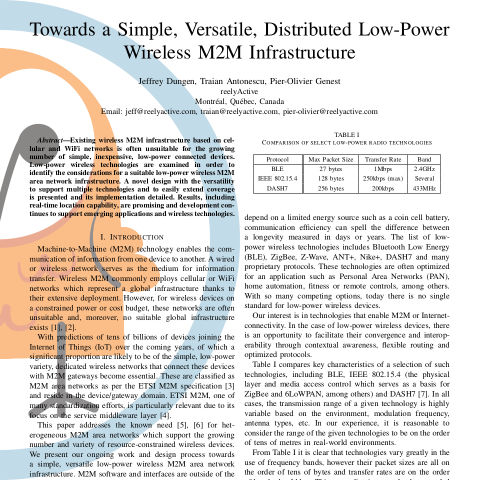 Towards a Simple, Versatile, Distributed Low-Power
Wireless M2M Infrastructure
Jeffrey Dungen, Traian Antonescu, Pier-Olivier Genest
reelyActive
Montréal, Québec, Canada
Email: jeff@reelyactive.com, traian@reelyactive.com, pier-olivier@reelyactive.com
Abstract—Existing wireless M2M infrastructure based on cel-
lular and WiFi networks is often unsuitable for the growing
number of simple, inexpensive, low-power connected devices.
Low-power wireless technologies are examined in order to
identify the considerations for a suitable low-power wireless M2M
area network infrastructure. A novel design with the versatility
to support multiple technologies and to easily extend coverage
is presented and its implementation detailed. Results, including
real-time location capability, are promising and development con-
tinues to support emerging applications and wireless technologies.
I. Introduction
Machine-to-Machine (M2M) technology enables the com-
munication of information from one device to another. A wired
or wireless network serves as the medium for information
transfer. Wireless M2M commonly employs cellular or WiFi
networks which represent a global infrastructure thanks to
their extensive deployment. However, for wireless devices on
a constrained power or cost budget, these networks are often
unsuitable and, moreover, no suitable global infrastructure
exists [1], [2].
With predictions of tens of billions of devices joining the
Internet of Things (IoT) over the coming years, of which a
significant proportion are likely to be of the simple, low-power
variety, dedicated wireless networks that connect these devices
with M2M gateways become essential. These are classified as
M2M area networks as per the ETSI M2M specification [3]
and reside in the device/gateway domain. ETSI M2M, one of
many standardization efforts, is particularly relevant due to its
focus on the service middleware layer [4].
This paper addresses the known need [5], [6] for het-
erogeneous M2M area networks which support the growing
number and variety of resource-constrained wireless devices.
We present our ongoing work and design process towards
a simple, versatile low-power wireless M2M area network
infrastructure. M2M software and interfaces are outside of the
TABLE I
Comparison of select low-power radio technologies
Protocol Max Packet Size Transfer Rate Band
BLE 27 bytes 1Mbps 2.4GHz
IEEE 802.15.4 128 bytes 250kbps (max) Several
DASH7 256 bytes 200kbps 433MHz
depend on a limited energy source such as a coin cell battery,
communication efficiency can spell the difference between
a longevity measured in days or years. The list of low-
power wireless technologies includes Bluetooth Low Energy
(BLE), ZigBee, Z-Wave, ANT+, Nike+, DASH7 and many
proprietary protocols. These technologies are often optimized
for an application such as Personal Area Networks (PAN),
home automation, fitness or remote controls, among others.
With so many competing options, today there is no single
standard for low-power wireless devices.
Our interest is in technologies that enable M2M or Internet-
connectivity. In the case of low-power wireless devices, there
is an opportunity to facilitate their convergence and interop-
erability through contextual awareness, flexible routing and
optimized protocols.
Table I compares key characteristics of a selection of such
technologies, including BLE, IEEE 802.15.4 (the physical
layer and media access control which serves as a basis for
ZigBee and 6LoWPAN, among others) and DASH7 [7]. In all
cases, the transmission range of a given technology is highly
variable based on the environment, modulation frequency,
antenna types, etc. In our experience, it is reasonable to
consider the range of the given technologies to be on the order
of tens of metres in real-world environments.
From Table I it is clear that technologies vary greatly in the
use of frequency bands, however their packet sizes are all on
the order of tens of bytes and transfer rates are on the order